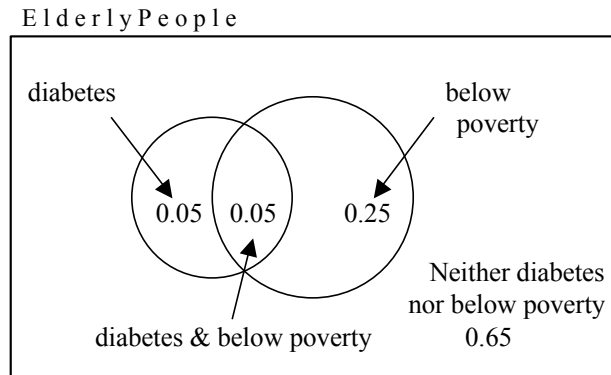 ElderlyPeople
diabetes
below
poverty
0.05
0.05
0.25
Neither diabetes
nor below poverty
0.65
diabetes & below poverty